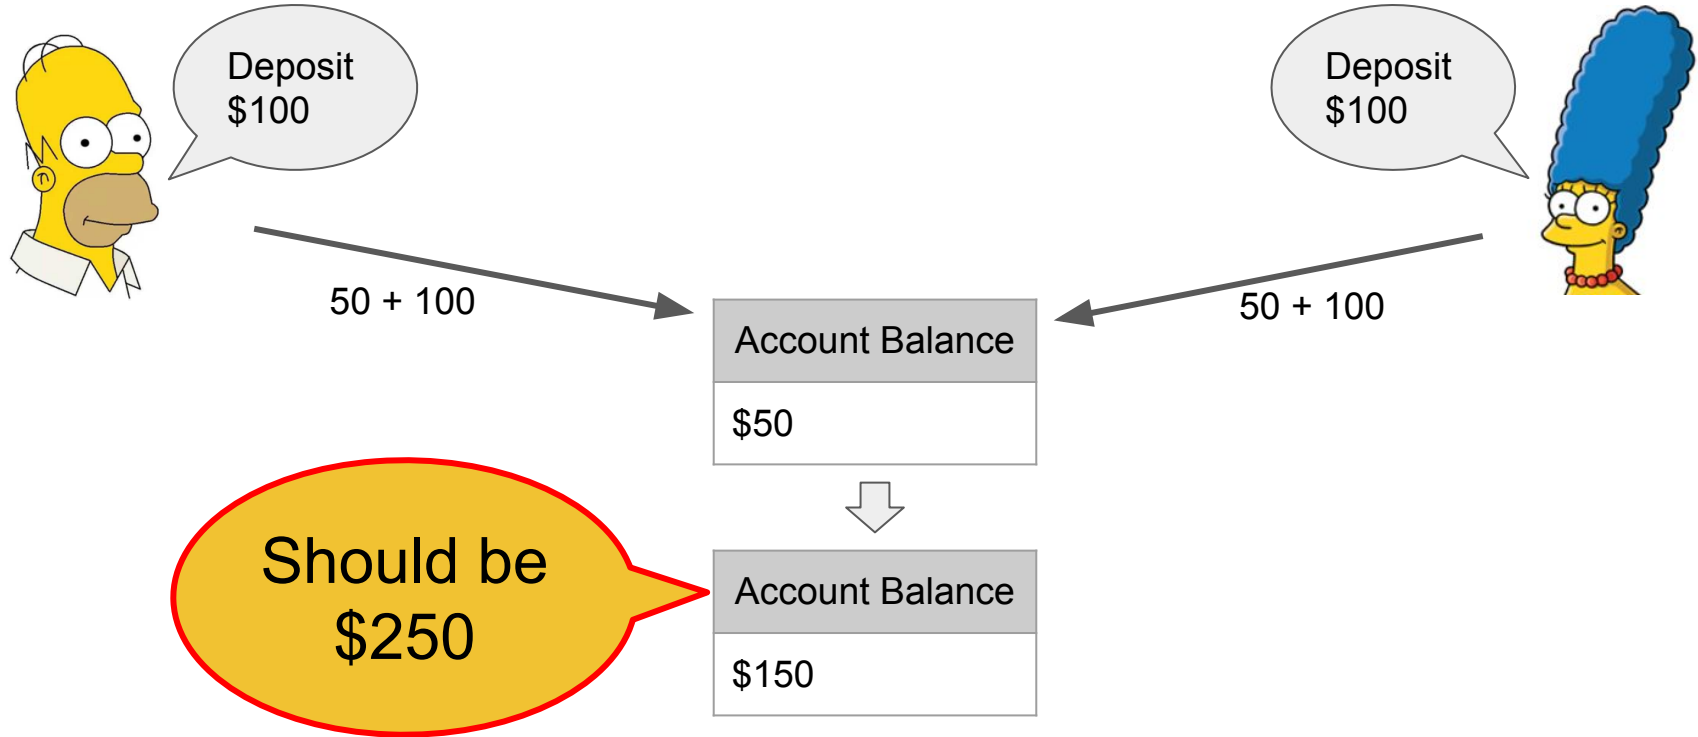 Deposit
$100
Deposit
$100
50 + 100
50 + 100
Account Balance
$50
Should be
$250
Account Balance
$150